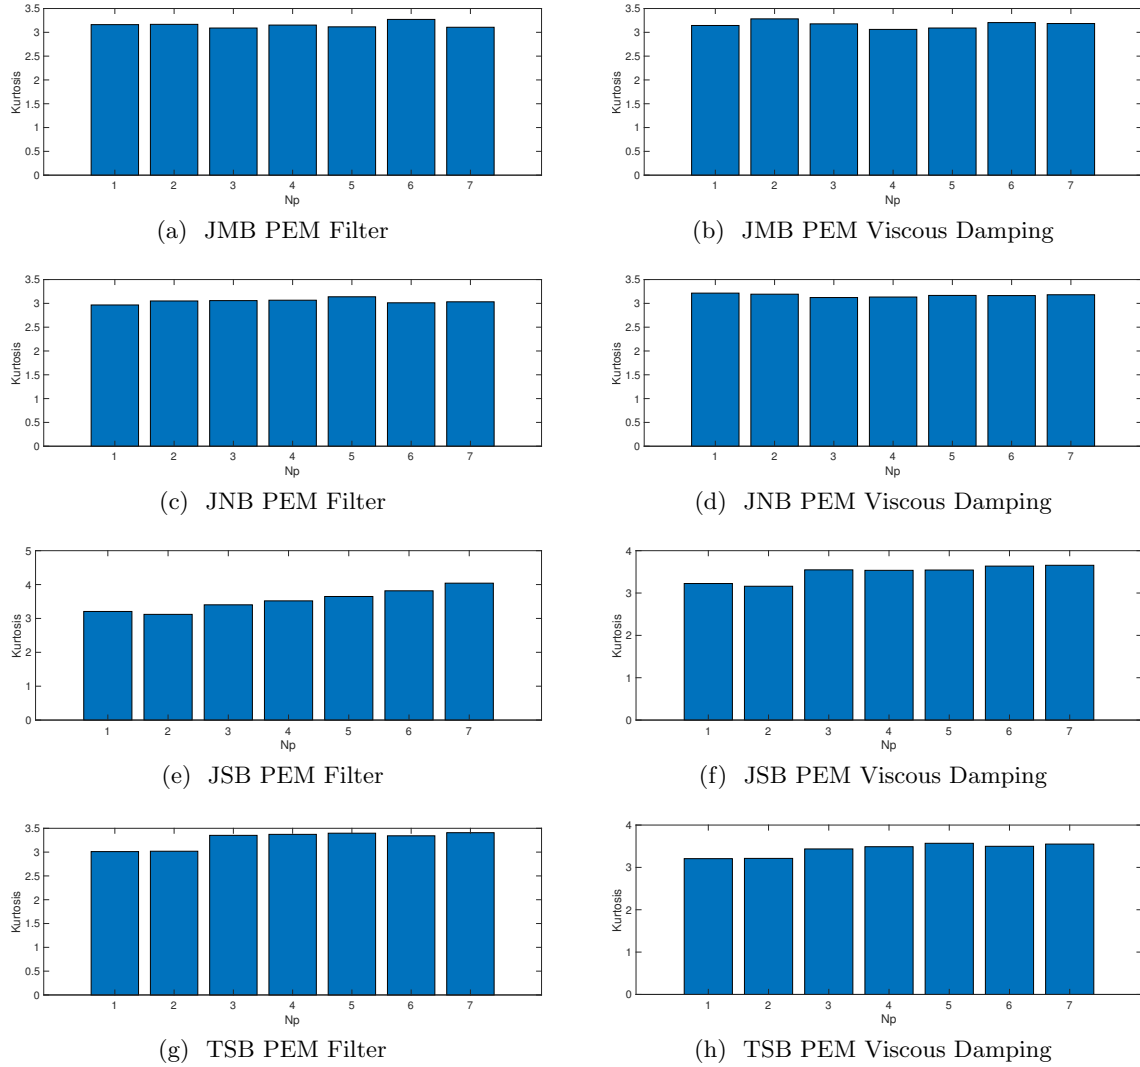 3.5
3
2.5
2
1.5
1
0.5
0
Kurtosis
1 2 3 4 5 6 7
Np
(a) JMB PEM Filter
3.5
3
2.5
2
1.5
1
0.5
0
Kurtosis
1 2 3 4 5 6 7
Np
(b) JMB PEM Viscous Damping
3.5
3
2.5
2
1.5
1
0.5
0
Kurtosis
1 2 3 4 5 6 7
Np
(c) JNB PEM Filter
3.5
3
2.5
2
1.5
1
0.5
0
Kurtosis
1 2 3 4 5 6 7
Np
(d) JNB PEM Viscous Damping
5
4
3
2
1
0
Kurtosis
1 2 3 4 5 6 7
Np
(e) JSB PEM Filter
4
3
2
1
0
Kurtosis
1 2 3 4 5 6 7
Np
(f) JSB PEM Viscous Damping
3.5
3
2.5
2
1.5
1
0.5
0
Kurtosis
1 2 3 4 5 6 7
Np
(g) TSB PEM Filter
4
3
2
1
0
Kurtosis
1 2 3 4 5 6 7
Np
(h) TSB PEM Viscous Damping